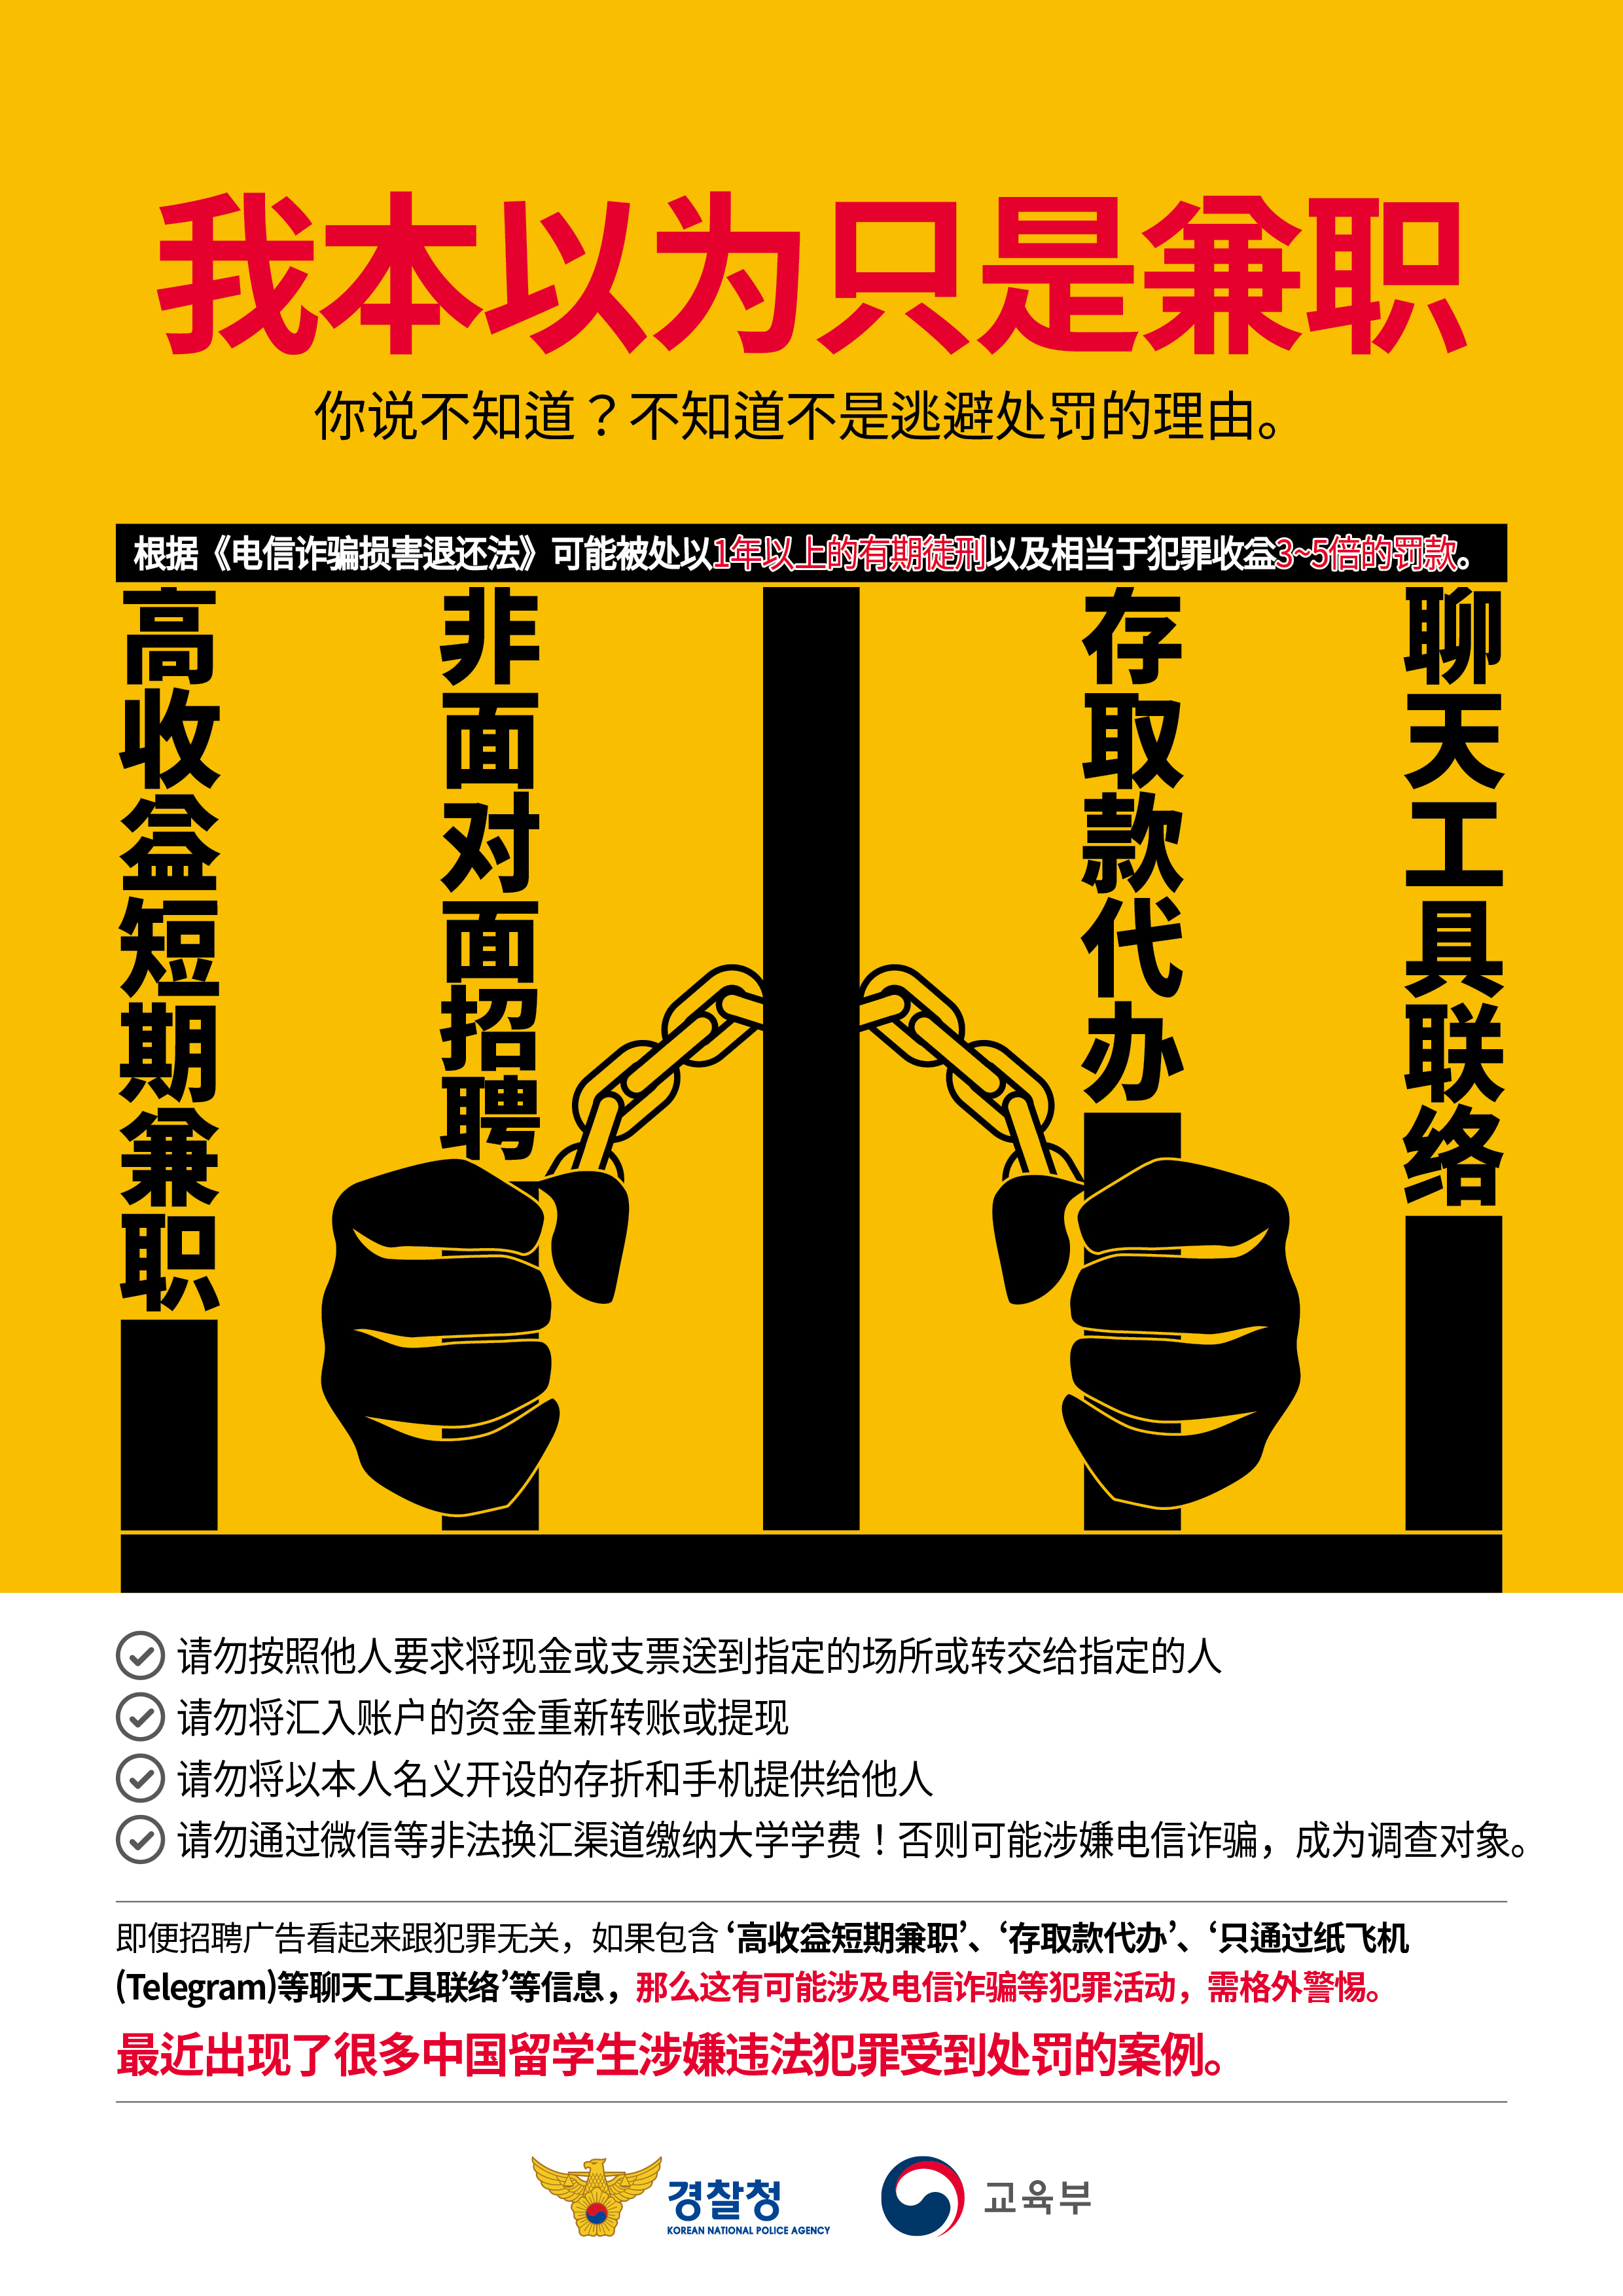 我本以为只是兼职
你说不知道？不知道不是逃避处罚的理由。
根据《电信诈骗损害退还法》可能被处以1年以上的有期徒刑以及相当于犯罪收益3~5倍的罚款。
高收益短期兼职
非面对面招聘
存取款代办
聊天工具联络
请勿按照他人要求将现金或支票送到指定的场所或转交给指定的人
请勿将汇入账户的资金重新转账或提现
请勿将以本人名义开设的存折和手机提供给他人
请勿通过微信等非法换汇渠道缴纳大学学费！否则可能涉嫌电信诈骗，成为调查对象。
即便招聘广告看起来跟犯罪无关，如果包含 ‘高收益短期兼职’、‘存取款代办’、‘只通过纸飞机
(Telegram)等聊天工具联络’等信息，那么这有可能涉及电信诈骗等犯罪活动，需格外警惕。
最近出现了很多中国留学生涉嫌违法犯罪受到处罚的案例。
경찰청
KOREAN NATIONAL POLICE AGENCY
교육부